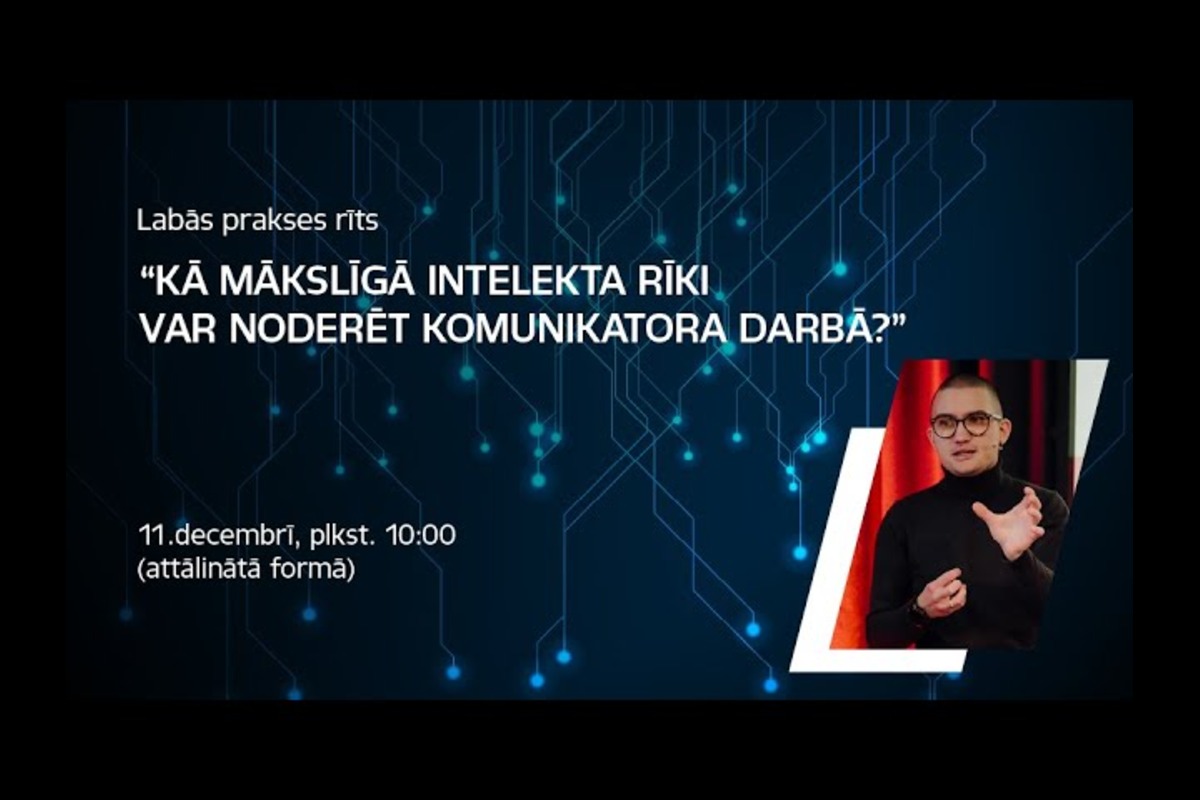 Labās prakses rīts
“KĀ MĀKSLĪGĀ INTELEKTA RĪKI
VAR NODERĒT KOMUNIKATORA DARBĀ?”
11.decembrī, plkst. 10:00
(attālinātā formā)